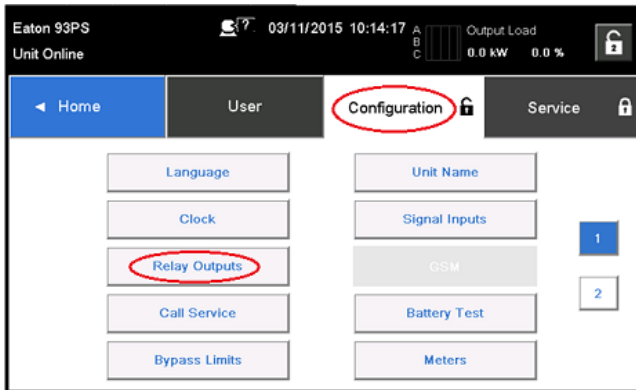 Eaton 93PS ? 03/11/2015 10:14:17 A Output Load
Unit Online B
C 0.0 kW 0.0 % 2
◄ Home User Configuration Service
Language Unit Name
Clock Signal Inputs
1
Relay Outputs GSM
2
Call Service Battery Test
Bypass Limits Meters